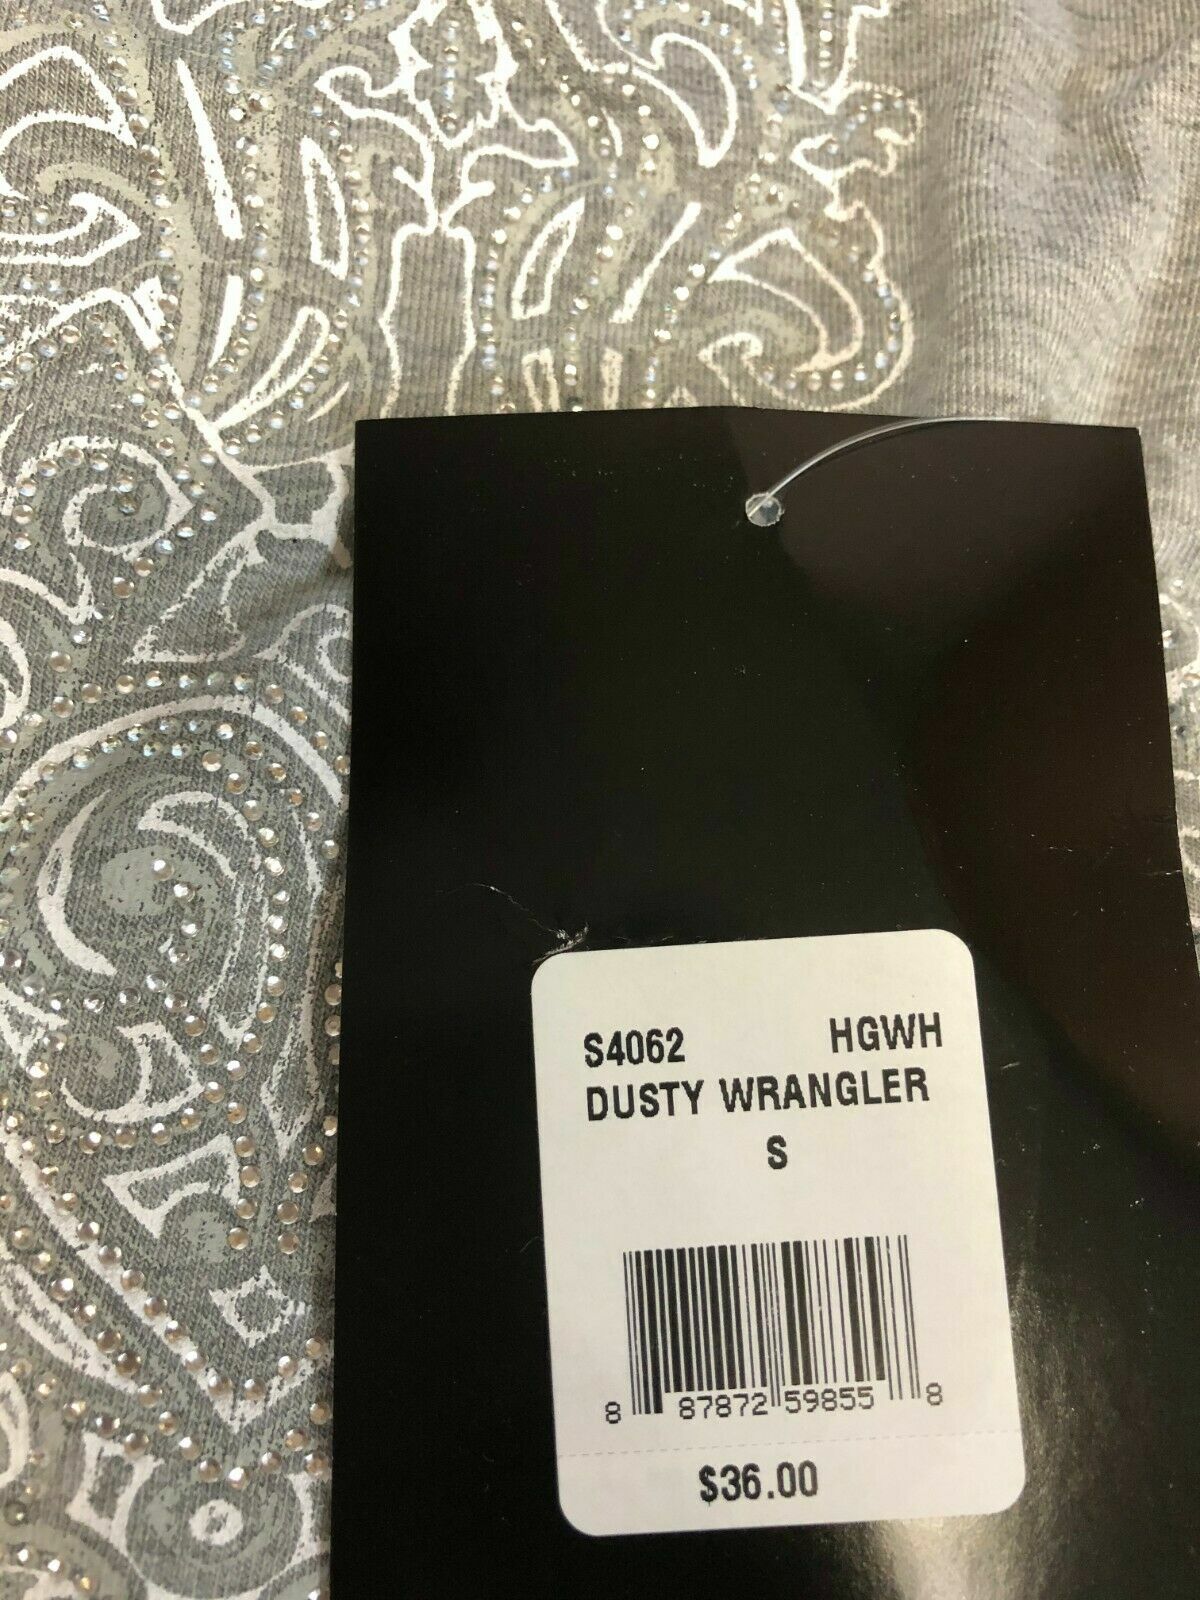 S4062 HGWH
DUSTY WRANGLER
S
8 87872 59855 8
$36.00